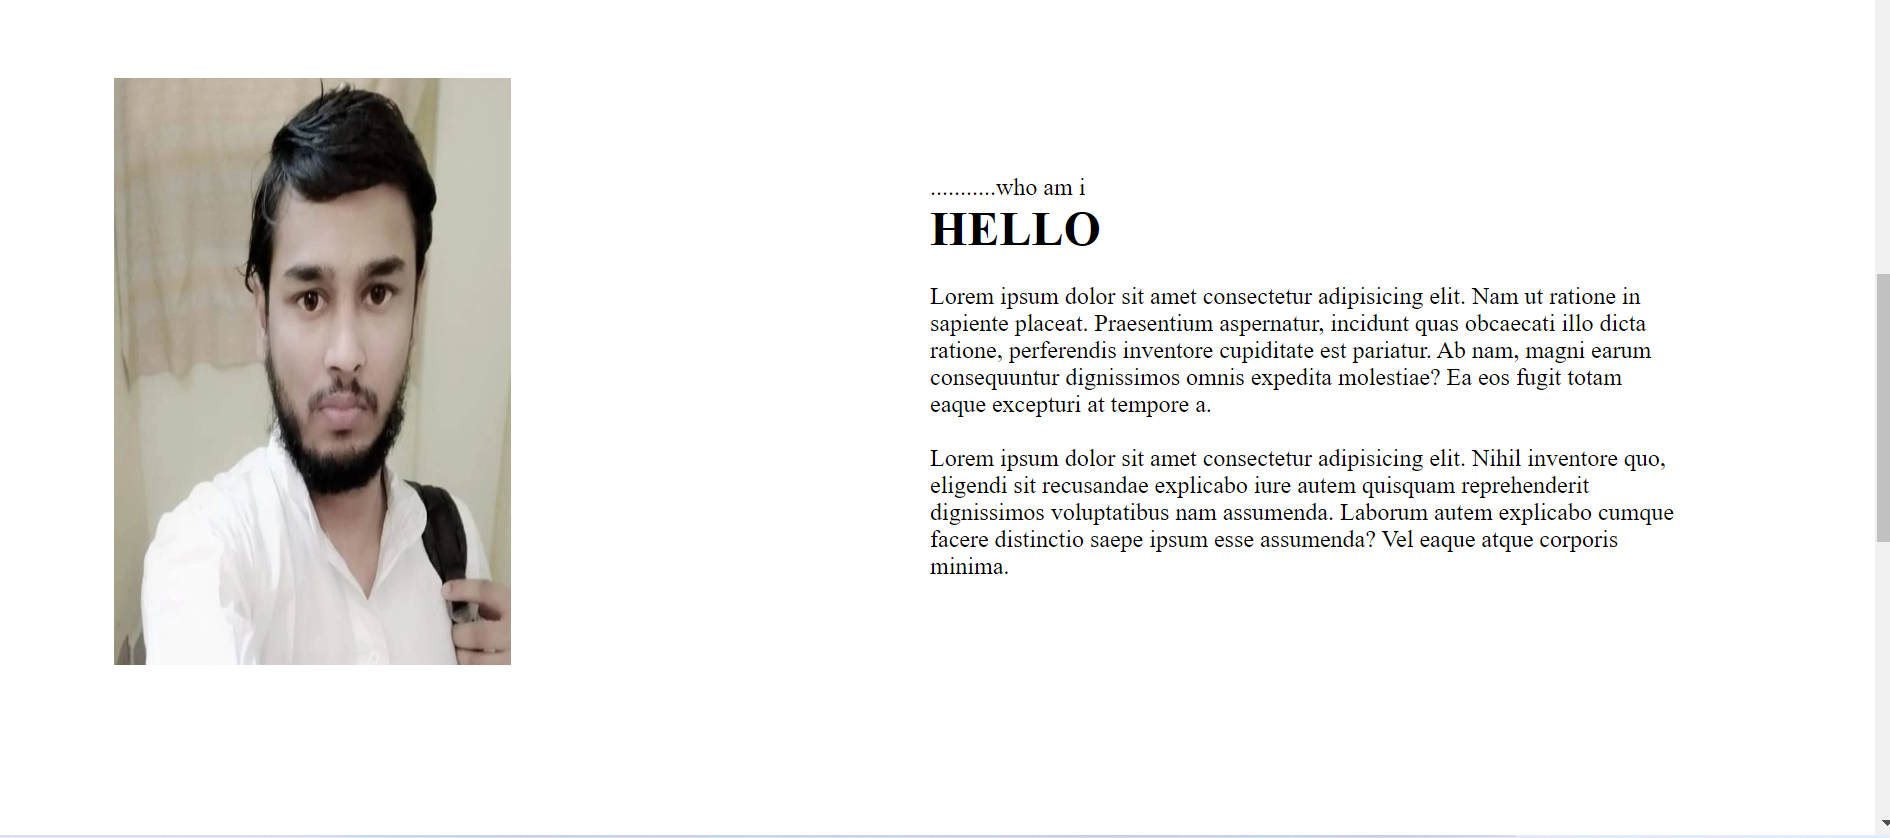 ...........who am i
HELLO
Lorem ipsum dolor sit amet consectetur adipisicing elit. Nam ut ratione in
sapiente placeat. Praesentium aspernatur, incidunt quas obcaecati illo dicta
ratione, perferendis inventore cupiditate est pariatur. Ab nam, magni earum
consequuntur dignissimos omnis expedita molestiae? Ea eos fugit totam
eaque excepturi at tempore a.
Lorem ipsum dolor sit amet consectetur adipisicing elit. Nihil inventore quo,
eligendi sit recusandae explicabo iure autem quisquam reprehenderit
dignissimos voluptatibus nam assumenda. Laborum autem explicabo cumque
facere distinctio saepe ipsum esse assumenda? Vel eaque atque corporis
minima.